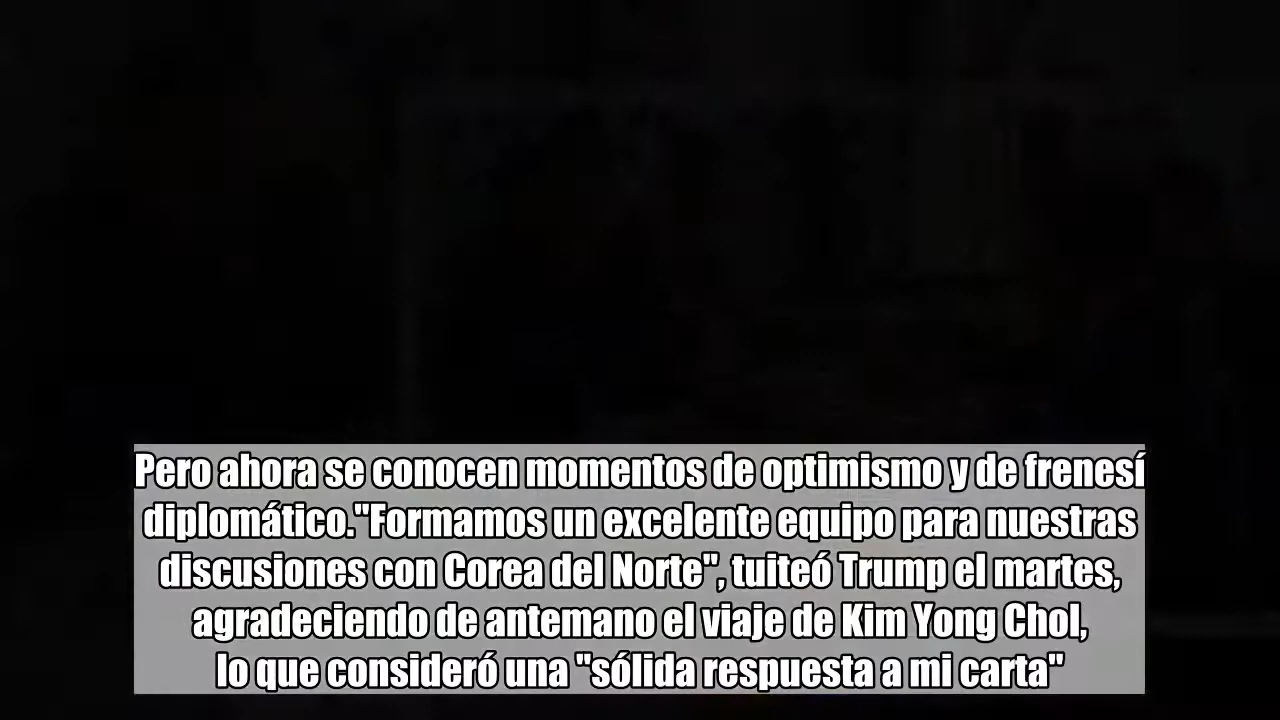 Pero ahora se conocen momentos de optimismo y de frenesí
diplomático."Formamos un excelente equipo para nuestras
discusiones con Corea del Norte", tuiteó Trump el martes,
agradeciendo de antemano el viaje de Kim Yong Chol,
lo que consideró una "sólida respuesta a mi carta"